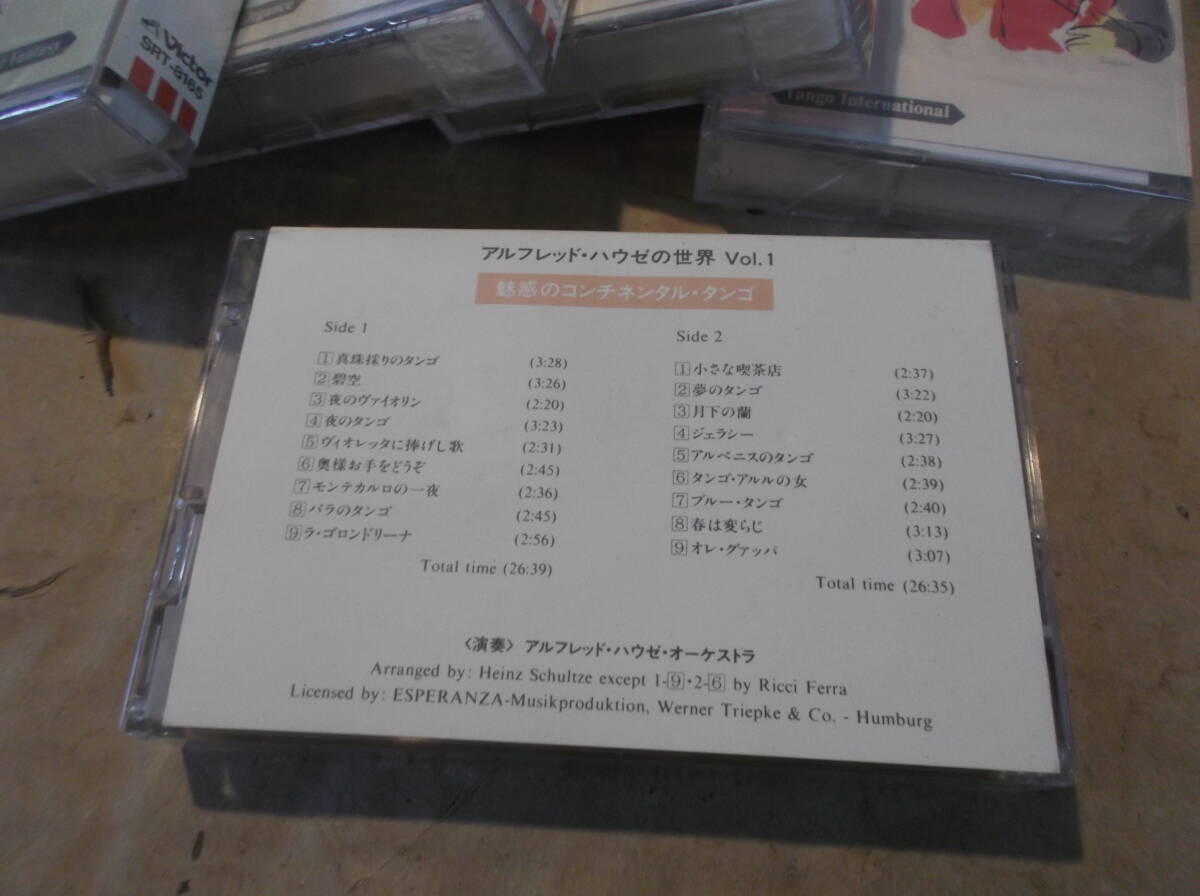 Victor
SRT-8165
Tango International
アルフレッド・ハウゼの世界 Vol.1
魅惑のコンチネンタル・タンゴ
Side 1
1 真珠採りのタンゴ (3:28)
2 碧空 (3:26)
3 夜のヴァイオリン (2:20)
4 夜のタンゴ (3:23)
5 ヴィオレッタに捧げし歌 (2:31)
6 奥様お手をどうぞ (2:45)
7 モンテカルロの一夜 (2:36)
8 バラのタンゴ (2:45)
9 ラ・ゴロンドリーナ (2:56)
Total time (26:39)
Side 2
1 小さな喫茶店 (2:37)
2 夢のタンゴ (3:22)
3 月下の蘭 (2:20)
4 ジェラシー (3:27)
5 アルベニスのタンゴ (2:38)
6 タンゴ・アルルの女 (2:39)
7 ブルー・タンゴ (2:40)
8 春は変らじ (3:13)
9 オレ・グァッパ (3:07)
Total time (26:35)
〈演奏〉 アルフレッド・ハウゼ・オーケストラ
Arranged by: Heinz Schultze except 1-9・2-6 by Ricci Ferra
Licensed by: ESPERANZA-Musikproduktion, Werner Triepke & Co. - Humburg